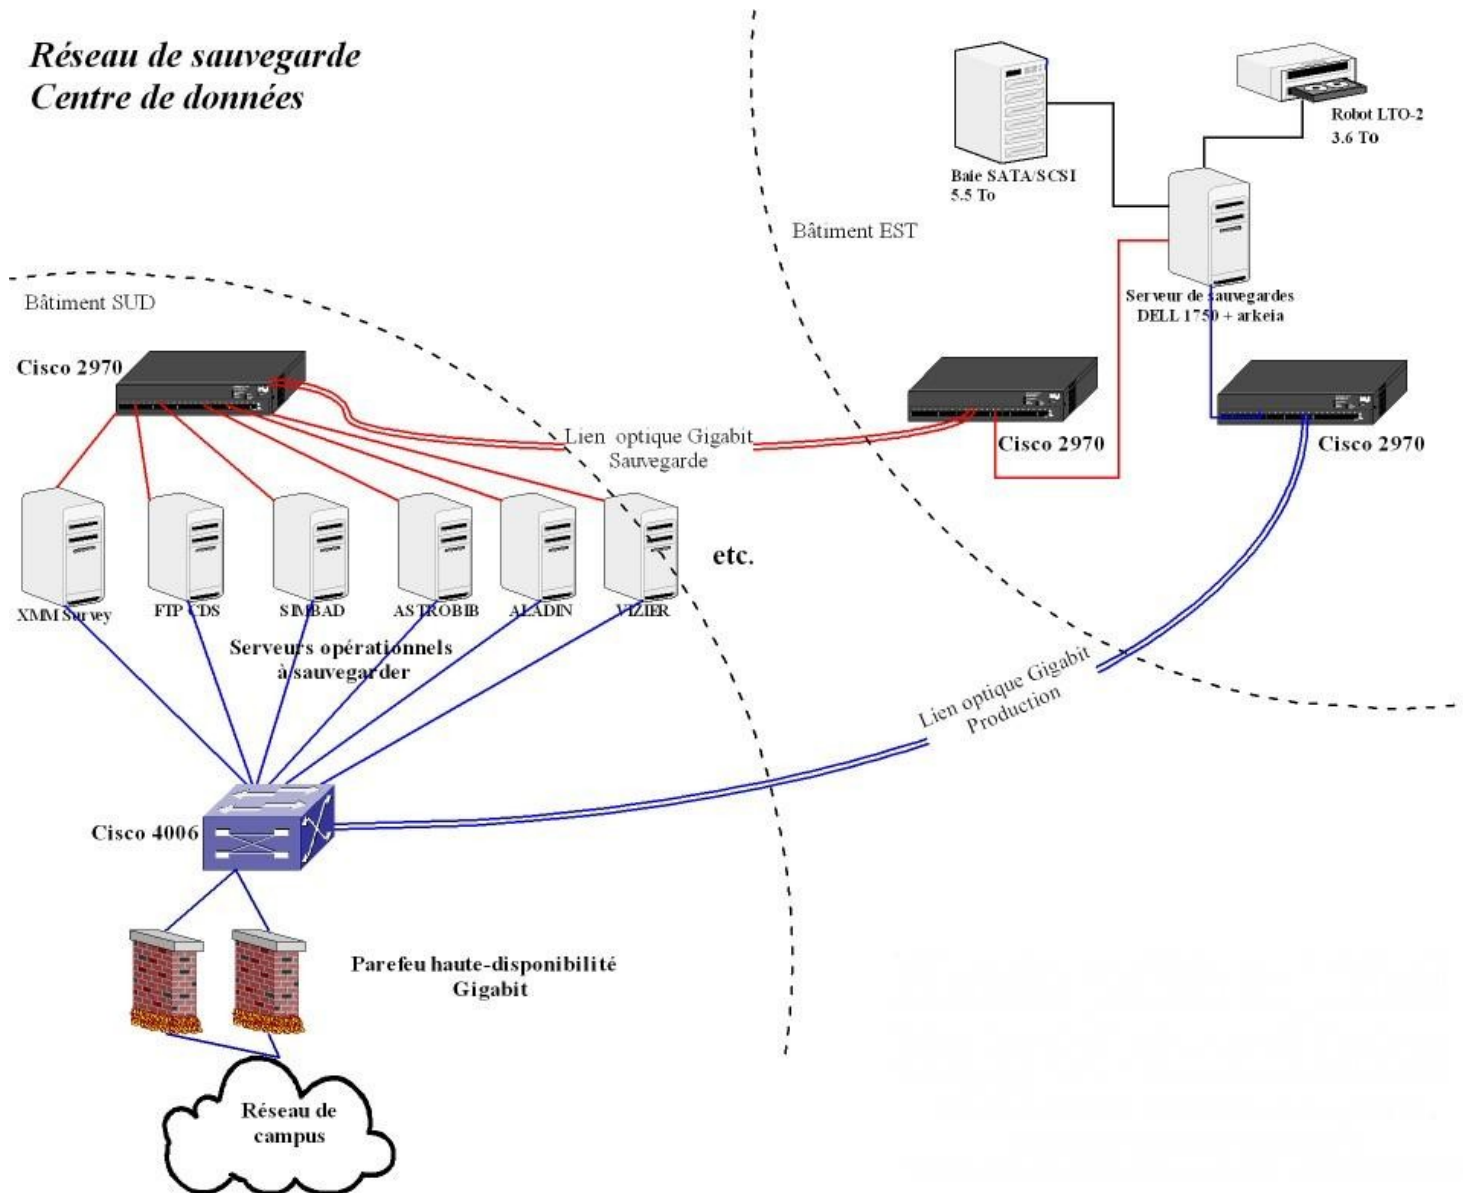 Réseau de sauvegarde
Centre de données
Robot LTO-2
3.6 To
Baie SATA/SCSI
5.5 To
Bâtiment EST
Serveur de sauvegardes
DELL 1750 + arkeia
Bâtiment SUD
Cisco 2970
Lien optique Gigabit
Sauvegarde
Cisco 2970
Cisco 2970
XMM Survey
FTP CDS
SIMBAD
ASTROBIB
ALADIN
VIZIER
etc.
Serveurs opérationnels
à sauvegarder
Lien optique Gigabit
Production
Cisco 4006
Parefeu haute-disponibilité
Gigabit
Réseau de
campus